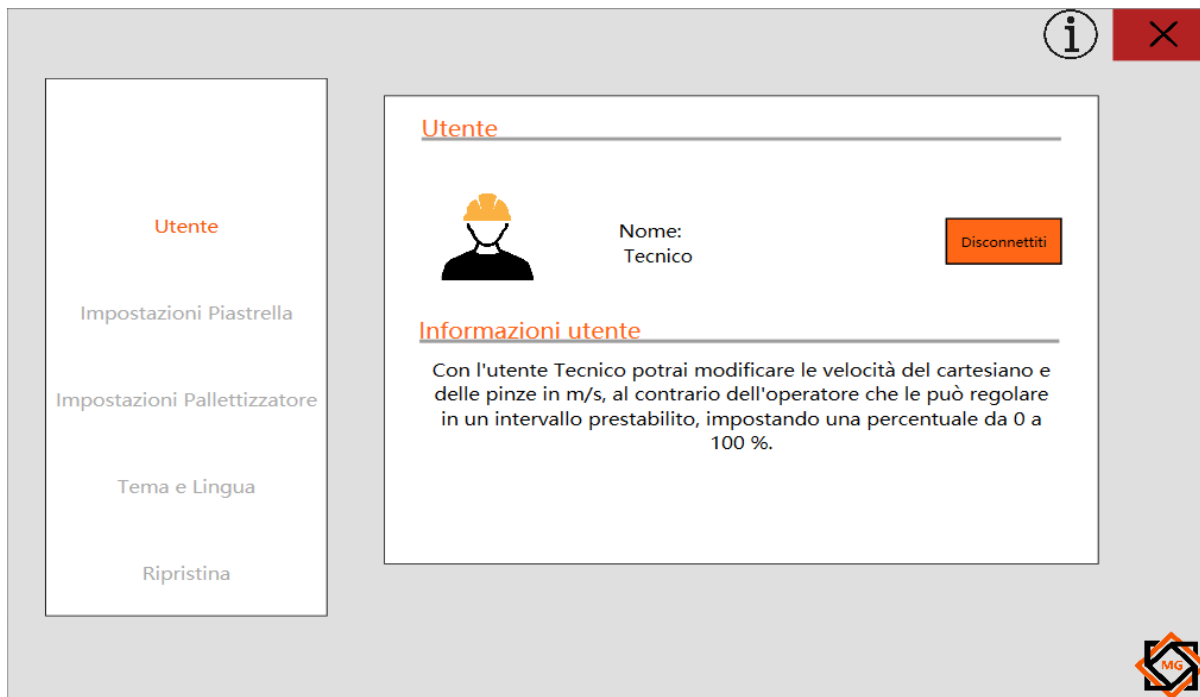 i
Utente
Impostazioni Piastrella
Impostazioni Pallettizzatore
Tema e Lingua
Ripristina
Utente
Nome:
Tecnico
Disconnettiti
Informazioni utente
Con l'utente Tecnico potrai modificare le velocità del cartesiano e
delle pinze in m/s, al contrario dell'operatore che le può regolare
in un intervallo prestabilito, impostando una percentuale da 0 a
100 %.
MG